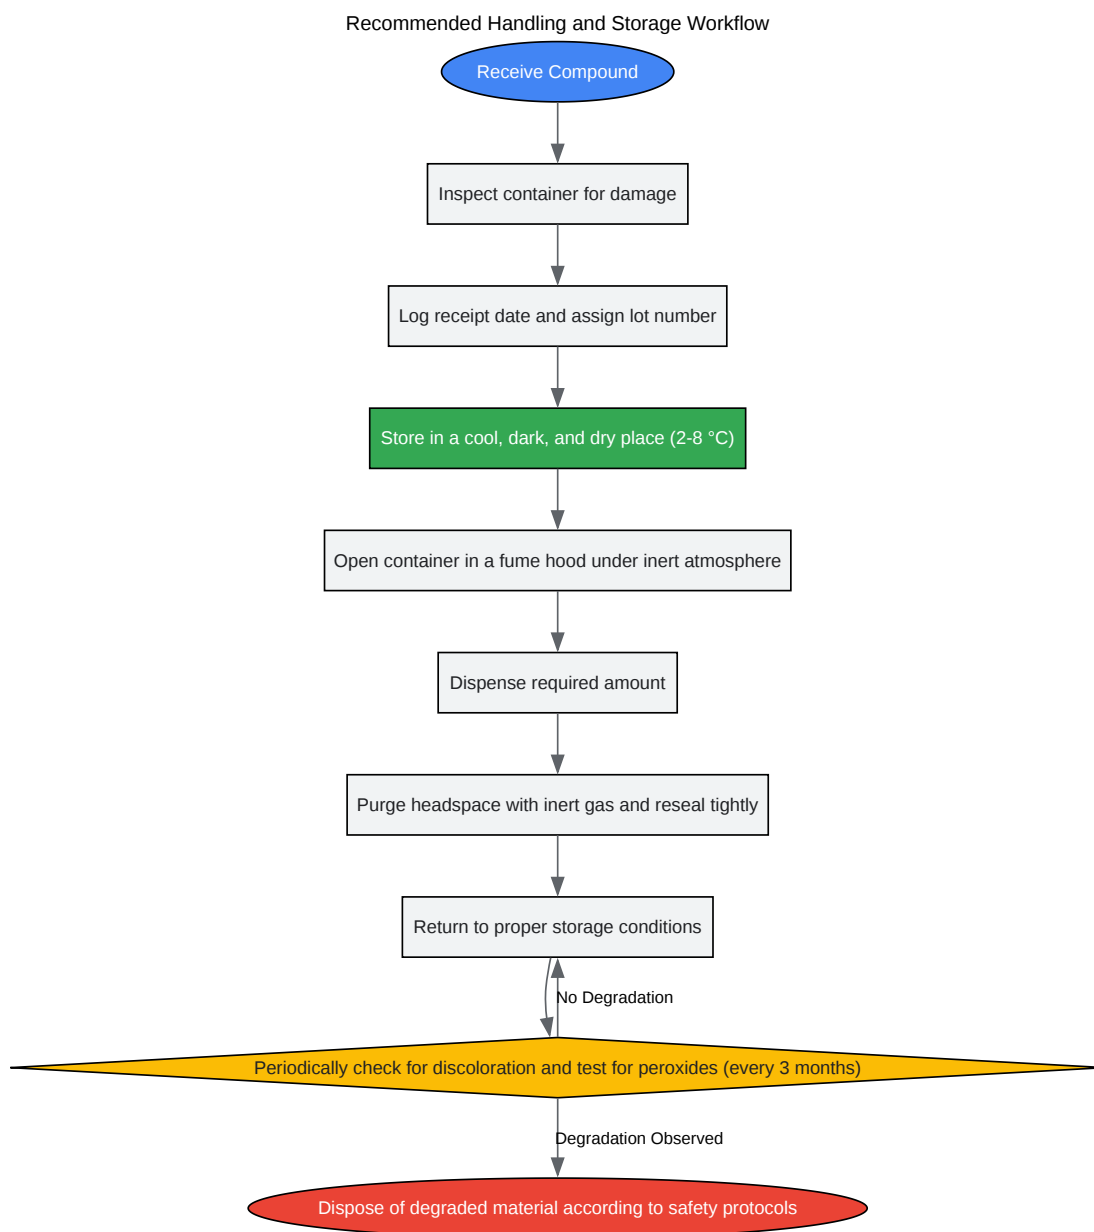 Recommended Handling and Storage Workflow
Receive Compound
Inspect container for damage
Log receipt date and assign lot number
Store in a cool, dark, and dry place (2-8 °C)
Open container in a fume hood under inert atmosphere
Dispense required amount
Purge headspace with inert gas and reseal tightly
Return to proper storage conditions
No Degradation
Periodically check for discoloration and test for peroxides (every 3 months)
Degradation Observed
Dispose of degraded material according to safety protocols